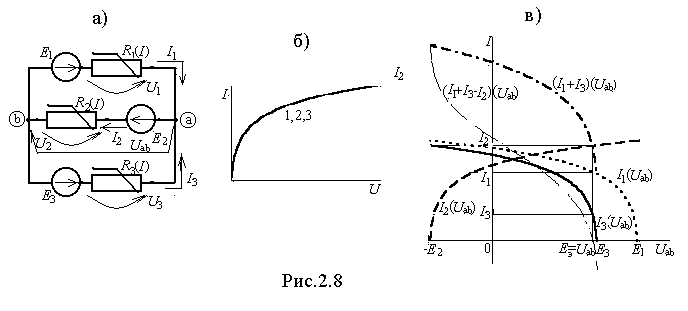 а)
E1 R1(I) I1
U1
b R2(I) a
U2 I2 E2
Uab
R3(I) I3
E3 U3
б)
I I2
1,2,3
U
в)
I
(I1+I3-I2)(Uab) (I1+I3)(Uab)
I2
I1 I1(Uab)
I3 I2(Uab) I3(Uab)
-E2 0 Eэ=Uab E3 E1 Uab
Рис.2.8